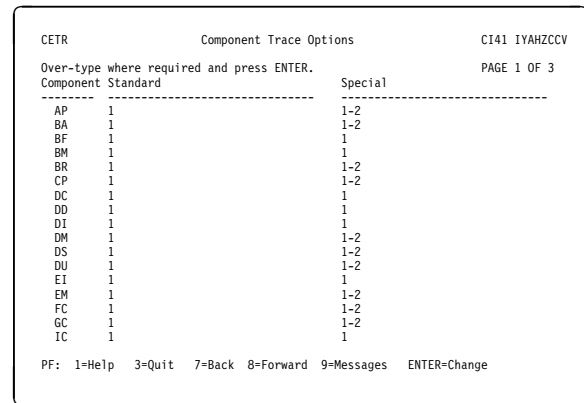 CETR Component Trace Options CI41 IYAHZCCV
Over-type where required and press ENTER. PAGE 1 OF 3
Component Standard Special
-------- ------------------------------ ------------------------------
AP 1 1-2
BA 1 1-2
BF 1 1
BM 1 1
BR 1 1-2
CP 1 1-2
DC 1 1
DD 1 1
DI 1 1
DM 1 1-2
DS 1 1-2
DU 1 1-2
EI 1 1
EM 1 1-2
FC 1 1-2
GC 1 1-2
IC 1 1
PF: 1=Help 3=Quit 7=Back 8=Forward 9=Messages ENTER=Change